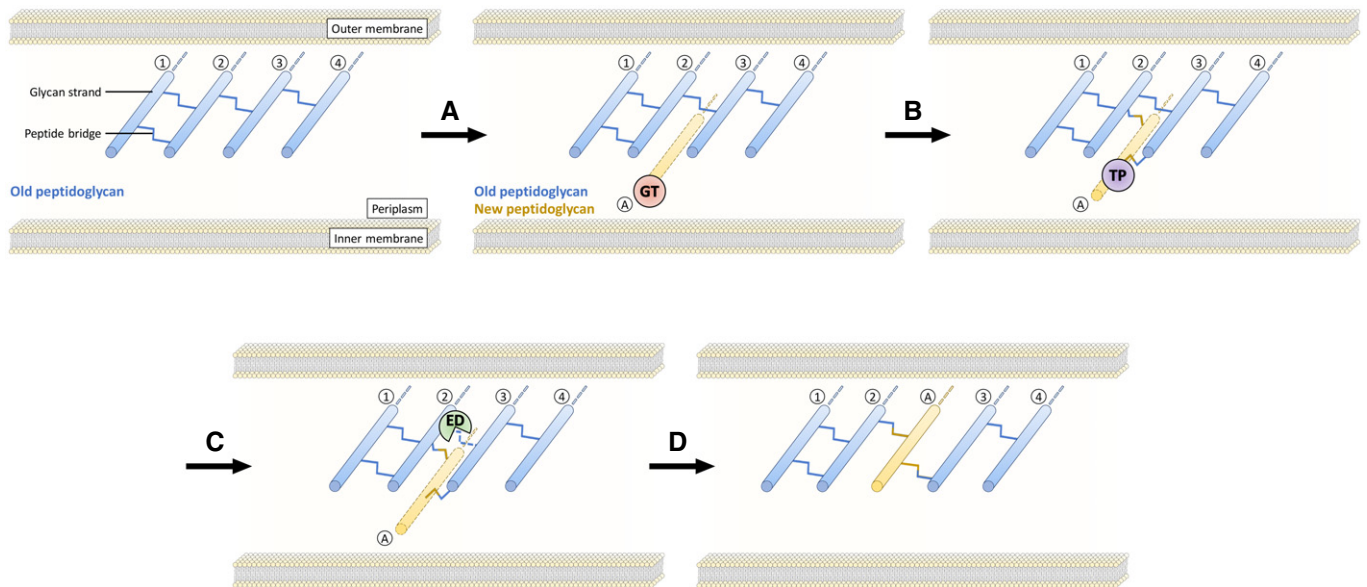 Outer membrane
① ② ③ ④
Glycan strand
Peptide bridge
Old peptidoglycan
Periplasm
Inner membrane
A
① ② ③ ④
GT
Ⓐ
Old peptidoglycan
New peptidoglycan
B
① ② ③ ④
TP
Ⓐ
C
① ② ③ ④
ED
Ⓐ
D
① ② Ⓐ ③ ④